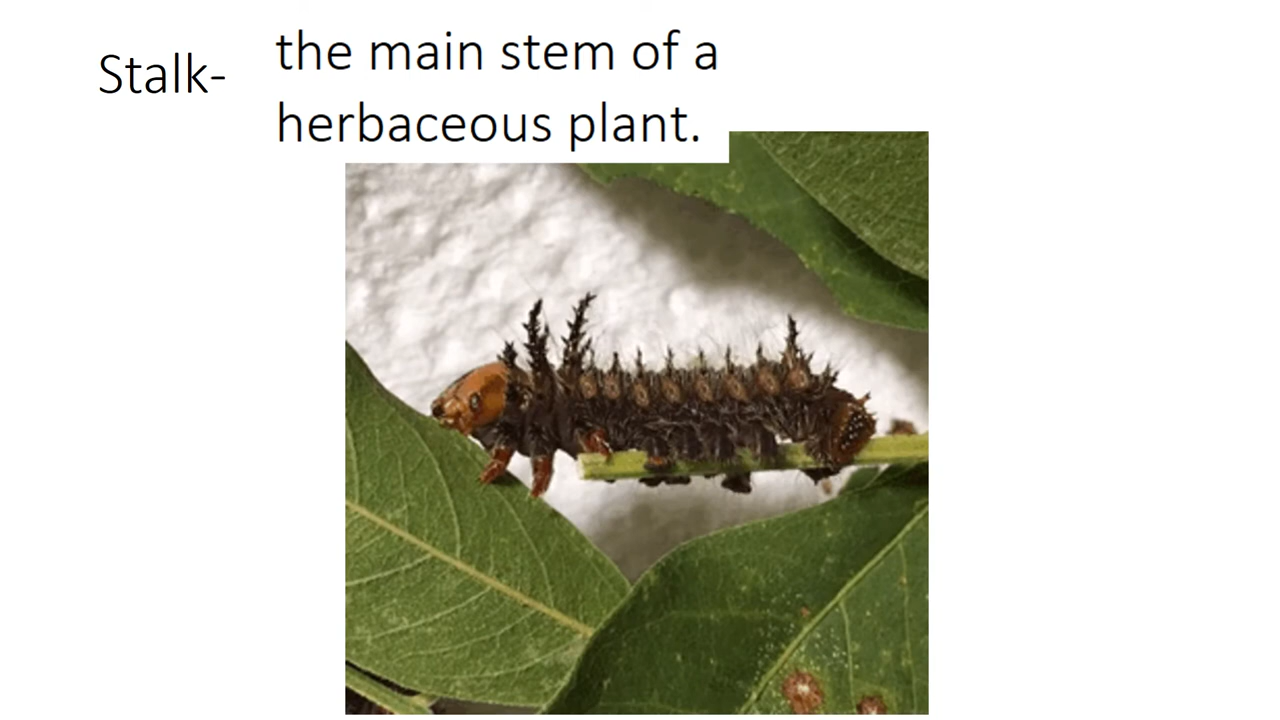 Stalk-
the main stem of a
herbaceous plant.